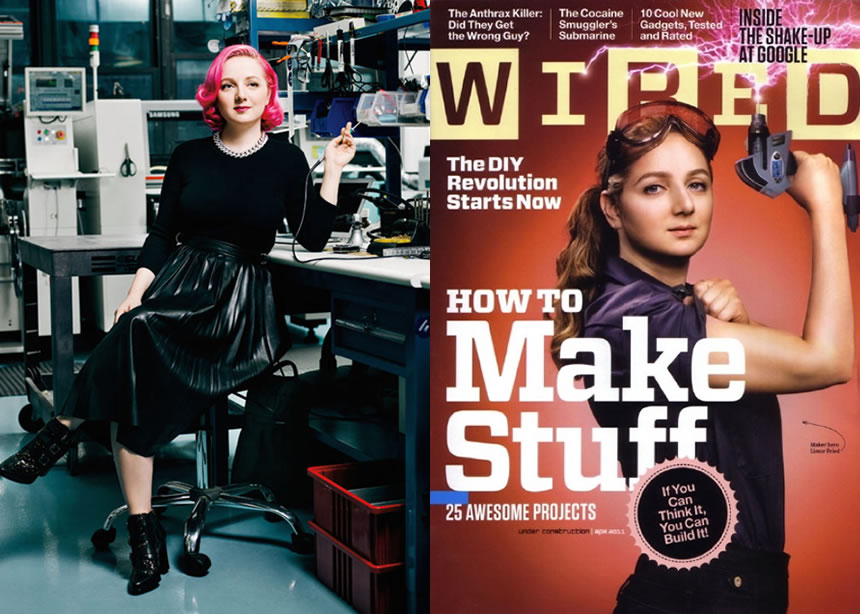 SAMSUNG
The Anthrax Killer:
Did They Get
the Wrong Guy?
The Cocaine
Smuggler's
Submarine
10 Cool New
Gadgets, Tested
and Rated
INSIDE
THE SHAKE-UP
AT GOOGLE
WIRED
The DIY
Revolution
Starts Now
HOW TO
Make
Stuff
25 AWESOME PROJECTS
under construction | APR 2011
Maker hero
Limor Fried
If You
Can
Think It,
You Can
Build It!